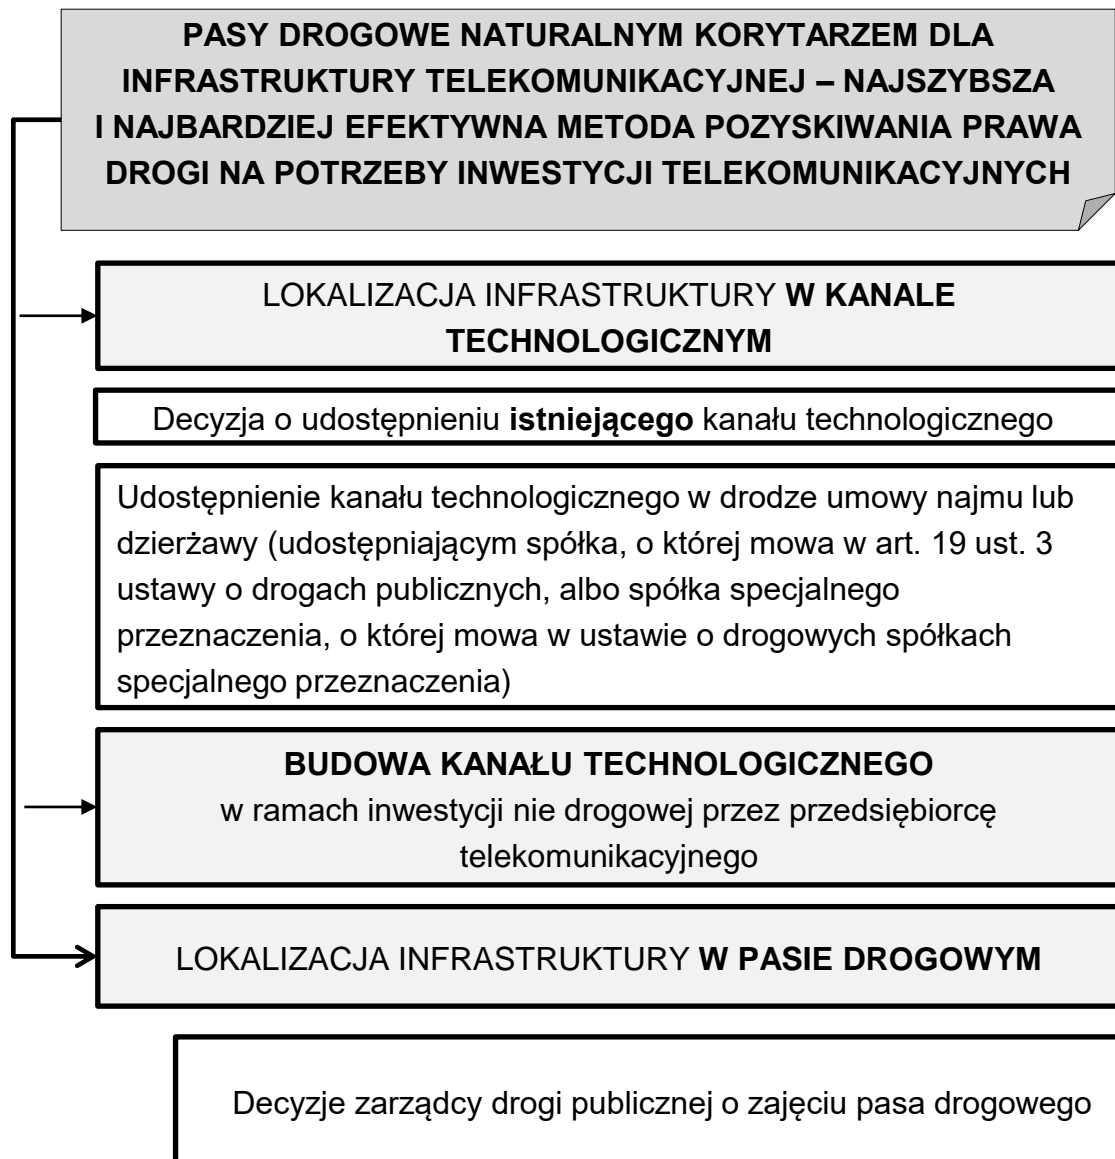 PASY DROGOWE NATURALNYM KORYTARZEM DLA
INFRASTRUKTURY TELEKOMUNIKACYJNEJ – NAJSZYBSZA
I NAJBARDZIEJ EFEKTYWNA METODA POZYSKIWANIA PRAWA
DROGI NA POTRZEBY INWESTYCJI TELEKOMUNIKACYJNYCH
LOKALIZACJA INFRASTRUKTURY W KANALE
TECHNOLOGICZNYM
Decyzja o udostępnieniu istniejącego kanału technologicznego
Udostępnienie kanału technologicznego w drodze umowy najmu lub
dzierżawy (udostępniającym spółka, o której mowa w art. 19 ust. 3
ustawy o drogach publicznych, albo spółka specjalnego
przeznaczenia, o której mowa w ustawie o drogowych spółkach
specjalnego przeznaczenia)
BUDOWA KANAŁU TECHNOLOGICZNEGO
w ramach inwestycji nie drogowej przez przedsiębiorcę
telekomunikacyjnego
LOKALIZACJA INFRASTRUKTURY W PASIE DROGOWYM
Decyzje zarządcy drogi publicznej o zajęciu pasa drogowego